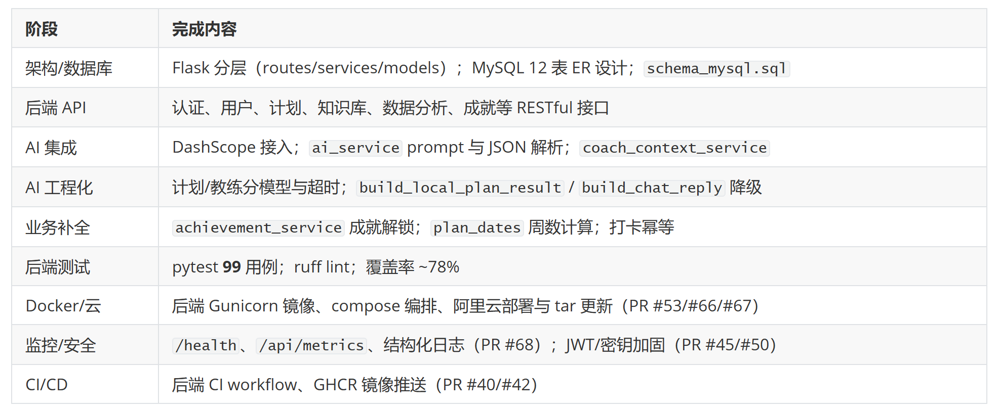 阶段 完成内容
架构/数据库 Flask 分层（routes/services/models）；MySQL 12 表 ER 设计；schema_mysql.sql
后端 API 认证、用户、计划、知识库、数据分析、成就等 RESTful 接口
AI 集成 DashScope 接入；ai_service prompt 与 JSON 解析；coach_context_service
AI 工程化 计划/教练分模型与超时；build_local_plan_result / build_chat_reply 降级
业务补全 achievement_service 成就解锁；plan_dates 周数计算；打卡幂等
后端测试 pytest 99 用例；ruff lint；覆盖率 ~78%
Docker/云 后端 Gunicorn 镜像、compose 编排、阿里云部署与 tar 更新（PR #53/#66/#67）
监控/安全 /health、/api/metrics、结构化日志（PR #68）；JWT/密钥加固（PR #45/#50）
CI/CD 后端 CI workflow、GHCR 镜像推送（PR #40/#42）